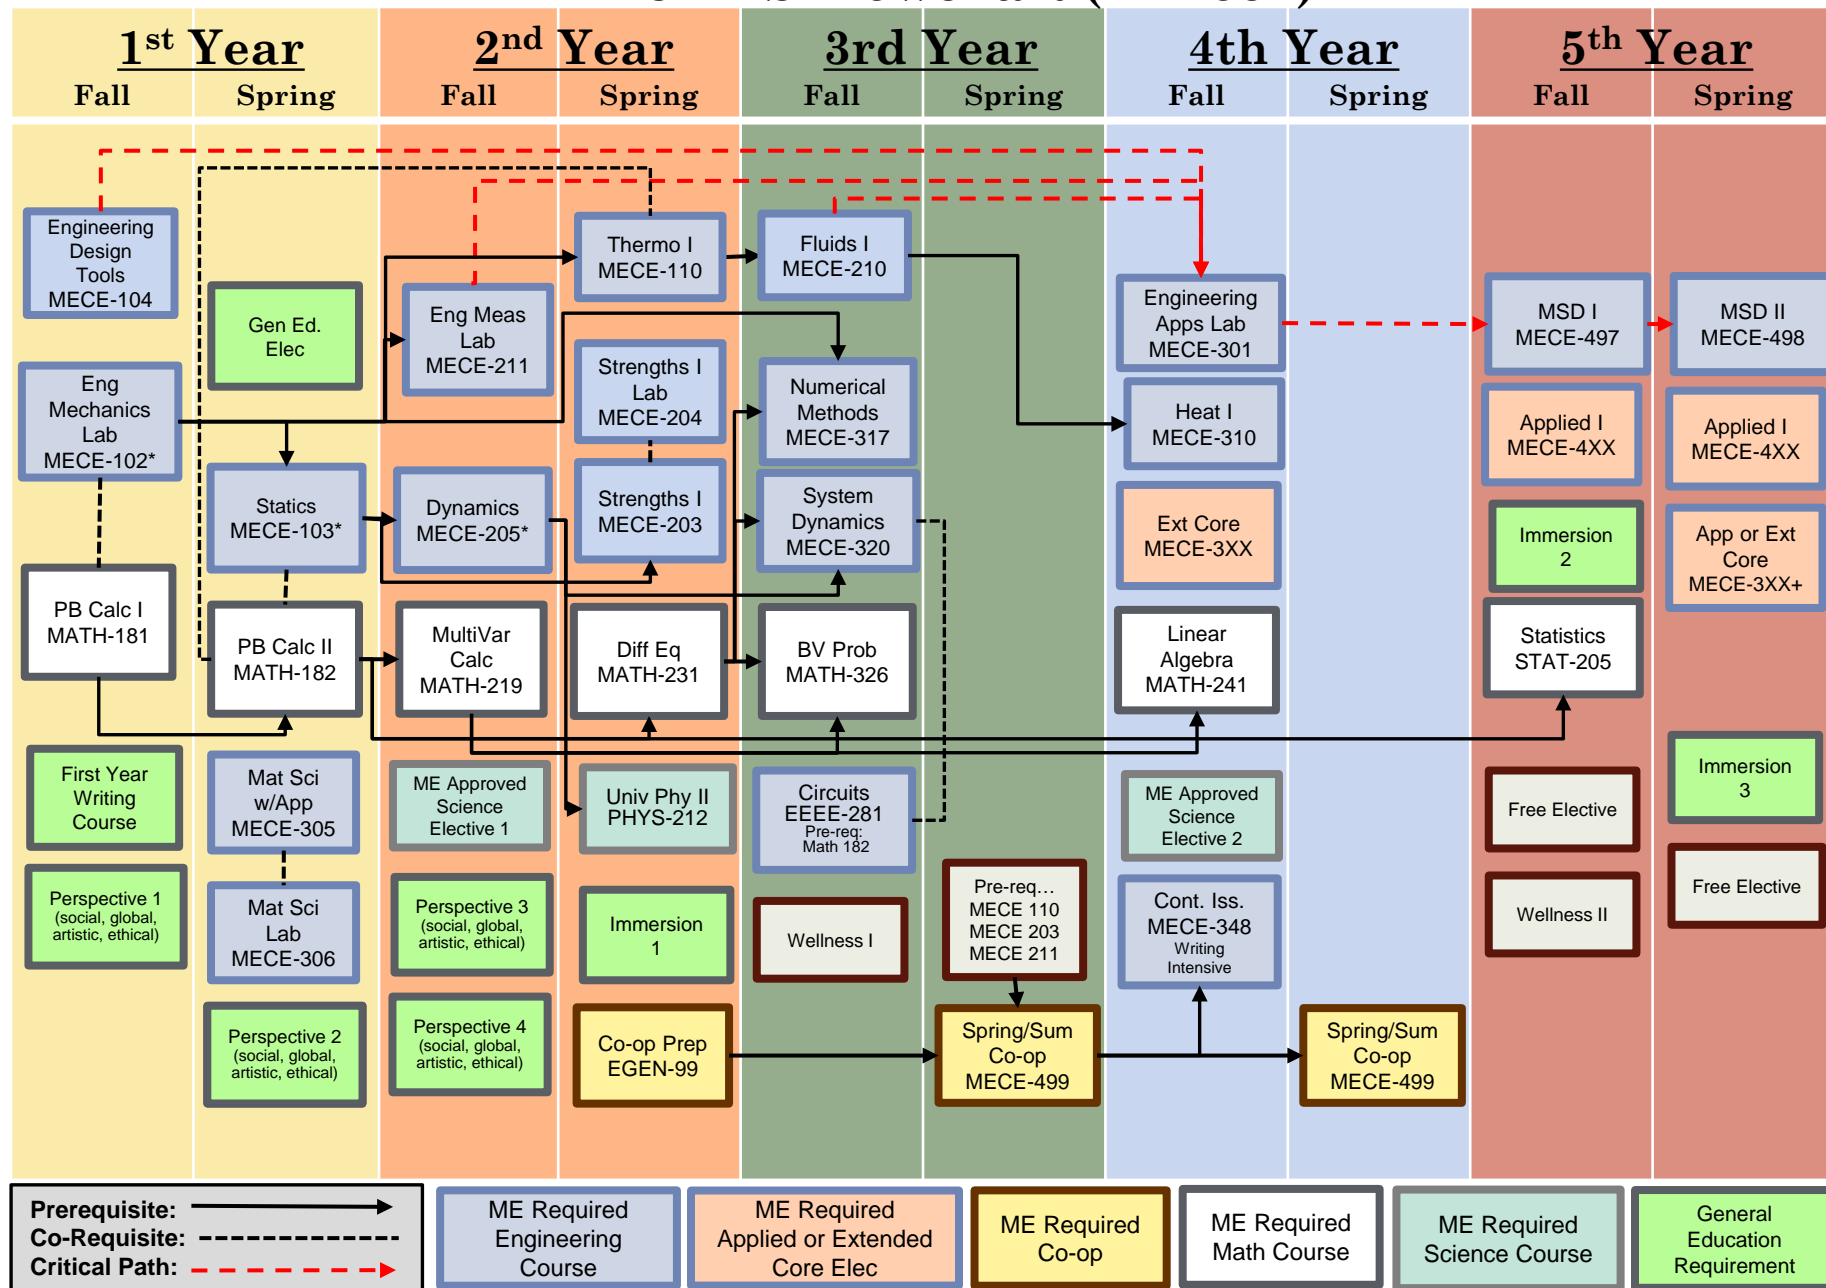 1st Year
2nd Year
3rd Year
4th Year
5th Year
Fall
Spring
Fall
Spring
Fall
Spring
Fall
Spring
Fall
Spring
Engineering
Design
Tools
MECE-104
Eng
Mechanics
Lab
MECE-102*
PB Calc I
MATH-181
First Year
Writing
Course
Perspective 1
(social, global,
artistic, ethical)
Gen Ed.
Elec
Statics
MECE-103*
PB Calc II
MATH-182
Mat Sci
w/App
MECE-305
Mat Sci
Lab
MECE-306
Perspective 2
(social, global,
artistic, ethical)
Eng Meas
Lab
MECE-211
Dynamics
MECE-205*
MultiVar
Calc
MATH-219
ME Approved
Science
Elective 1
Perspective 3
(social, global,
artistic, ethical)
Perspective 4
(social, global,
artistic, ethical)
Thermo I
MECE-110
Strengths I
Lab
MECE-204
Strengths I
MECE-203
Diff Eq
MATH-231
Univ Phy II
PHYS-212
Immersion
1
Co-op Prep
EGEN-99
Fluids I
MECE-210
Numerical
Methods
MECE-317
System
Dynamics
MECE-320
BV Prob
MATH-326
Circuits
EEEE-281
Pre-req:
Math 182
Wellness I
Pre-req…
MECE 110
MECE 203
MECE 211
Spring/Sum
Co-op
MECE-499
Engineering
Apps Lab
MECE-301
Heat I
MECE-310
Ext Core
MECE-3XX
Linear
Algebra
MATH-241
ME Approved
Science
Elective 2
Cont. Iss.
MECE-348
Writing
Intensive
Spring/Sum
Co-op
MECE-499
MSD I
MECE-497
Applied I
MECE-4XX
Immersion
2
Statistics
STAT-205
Free Elective
Wellness II
MSD II
MECE-498
Applied I
MECE-4XX
App or Ext
Core
MECE-3XX+
Immersion
3
Free Elective
Prerequisite:
Co-Requisite:
Critical Path:
ME Required
Engineering
Course
ME Required
Applied or Extended
Core Elec
ME Required
Co-op
ME Required
Math Course
ME Required
Science Course
General
Education
Requirement